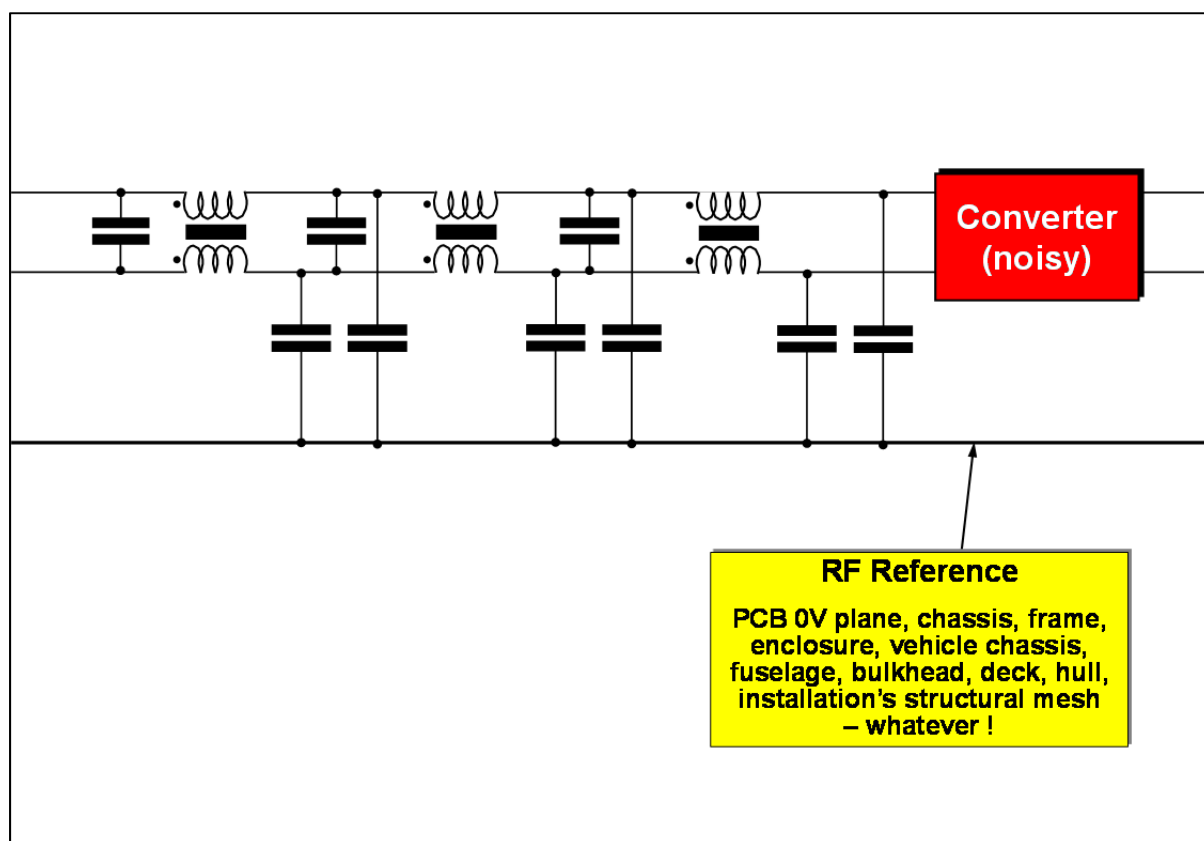 Converter
(noisy)
RF Reference
PCB 0V plane, chassis, frame,
enclosure, vehicle chassis,
fuselage, bulkhead, deck, hull,
installation's structural mesh
– whatever !